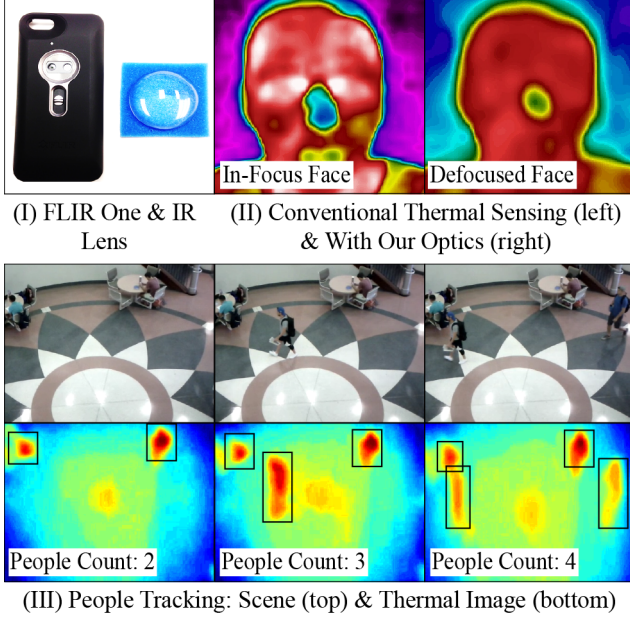 In-Focus Face
Defocused Face
(I) FLIR One & IR
Lens
(II) Conventional Thermal Sensing (left)
& With Our Optics (right)
People Count: 2
People Count: 3
People Count: 4
(III) People Tracking: Scene (top) & Thermal Image (bottom)